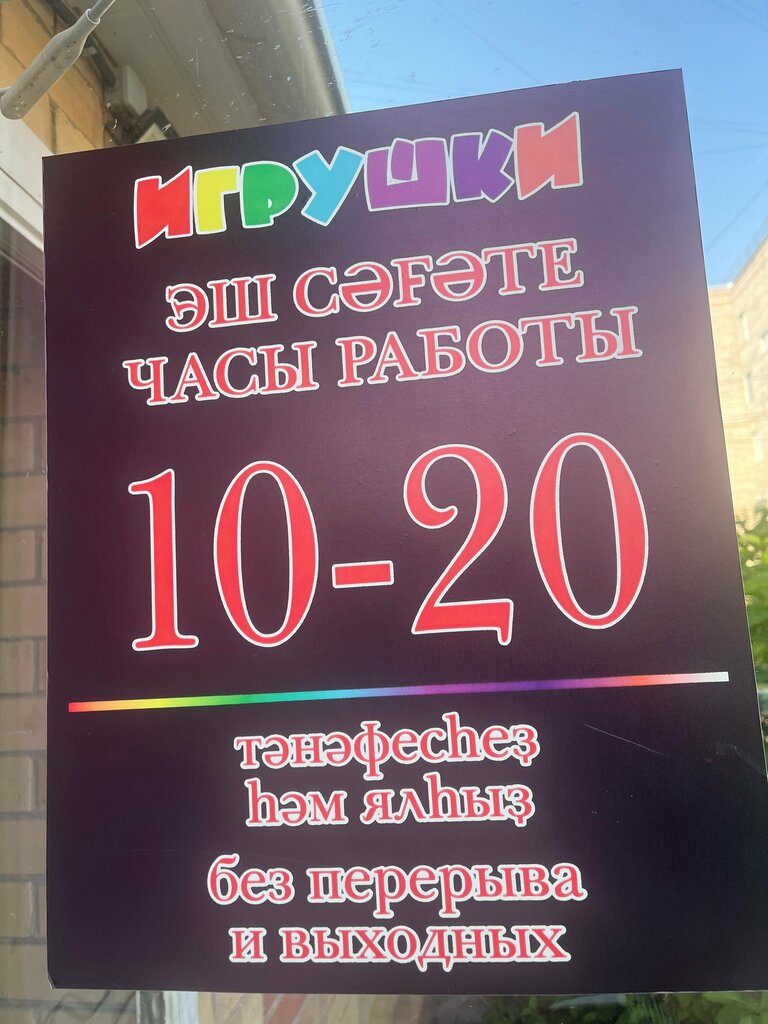 ИГРУШКИ
ЭШ СӘҒӘТЕ
ЧАСЫ РАБОТЫ
10-20
тәнәфесһеҙ
һәм ялһыҙ
без перерыва
и выходных